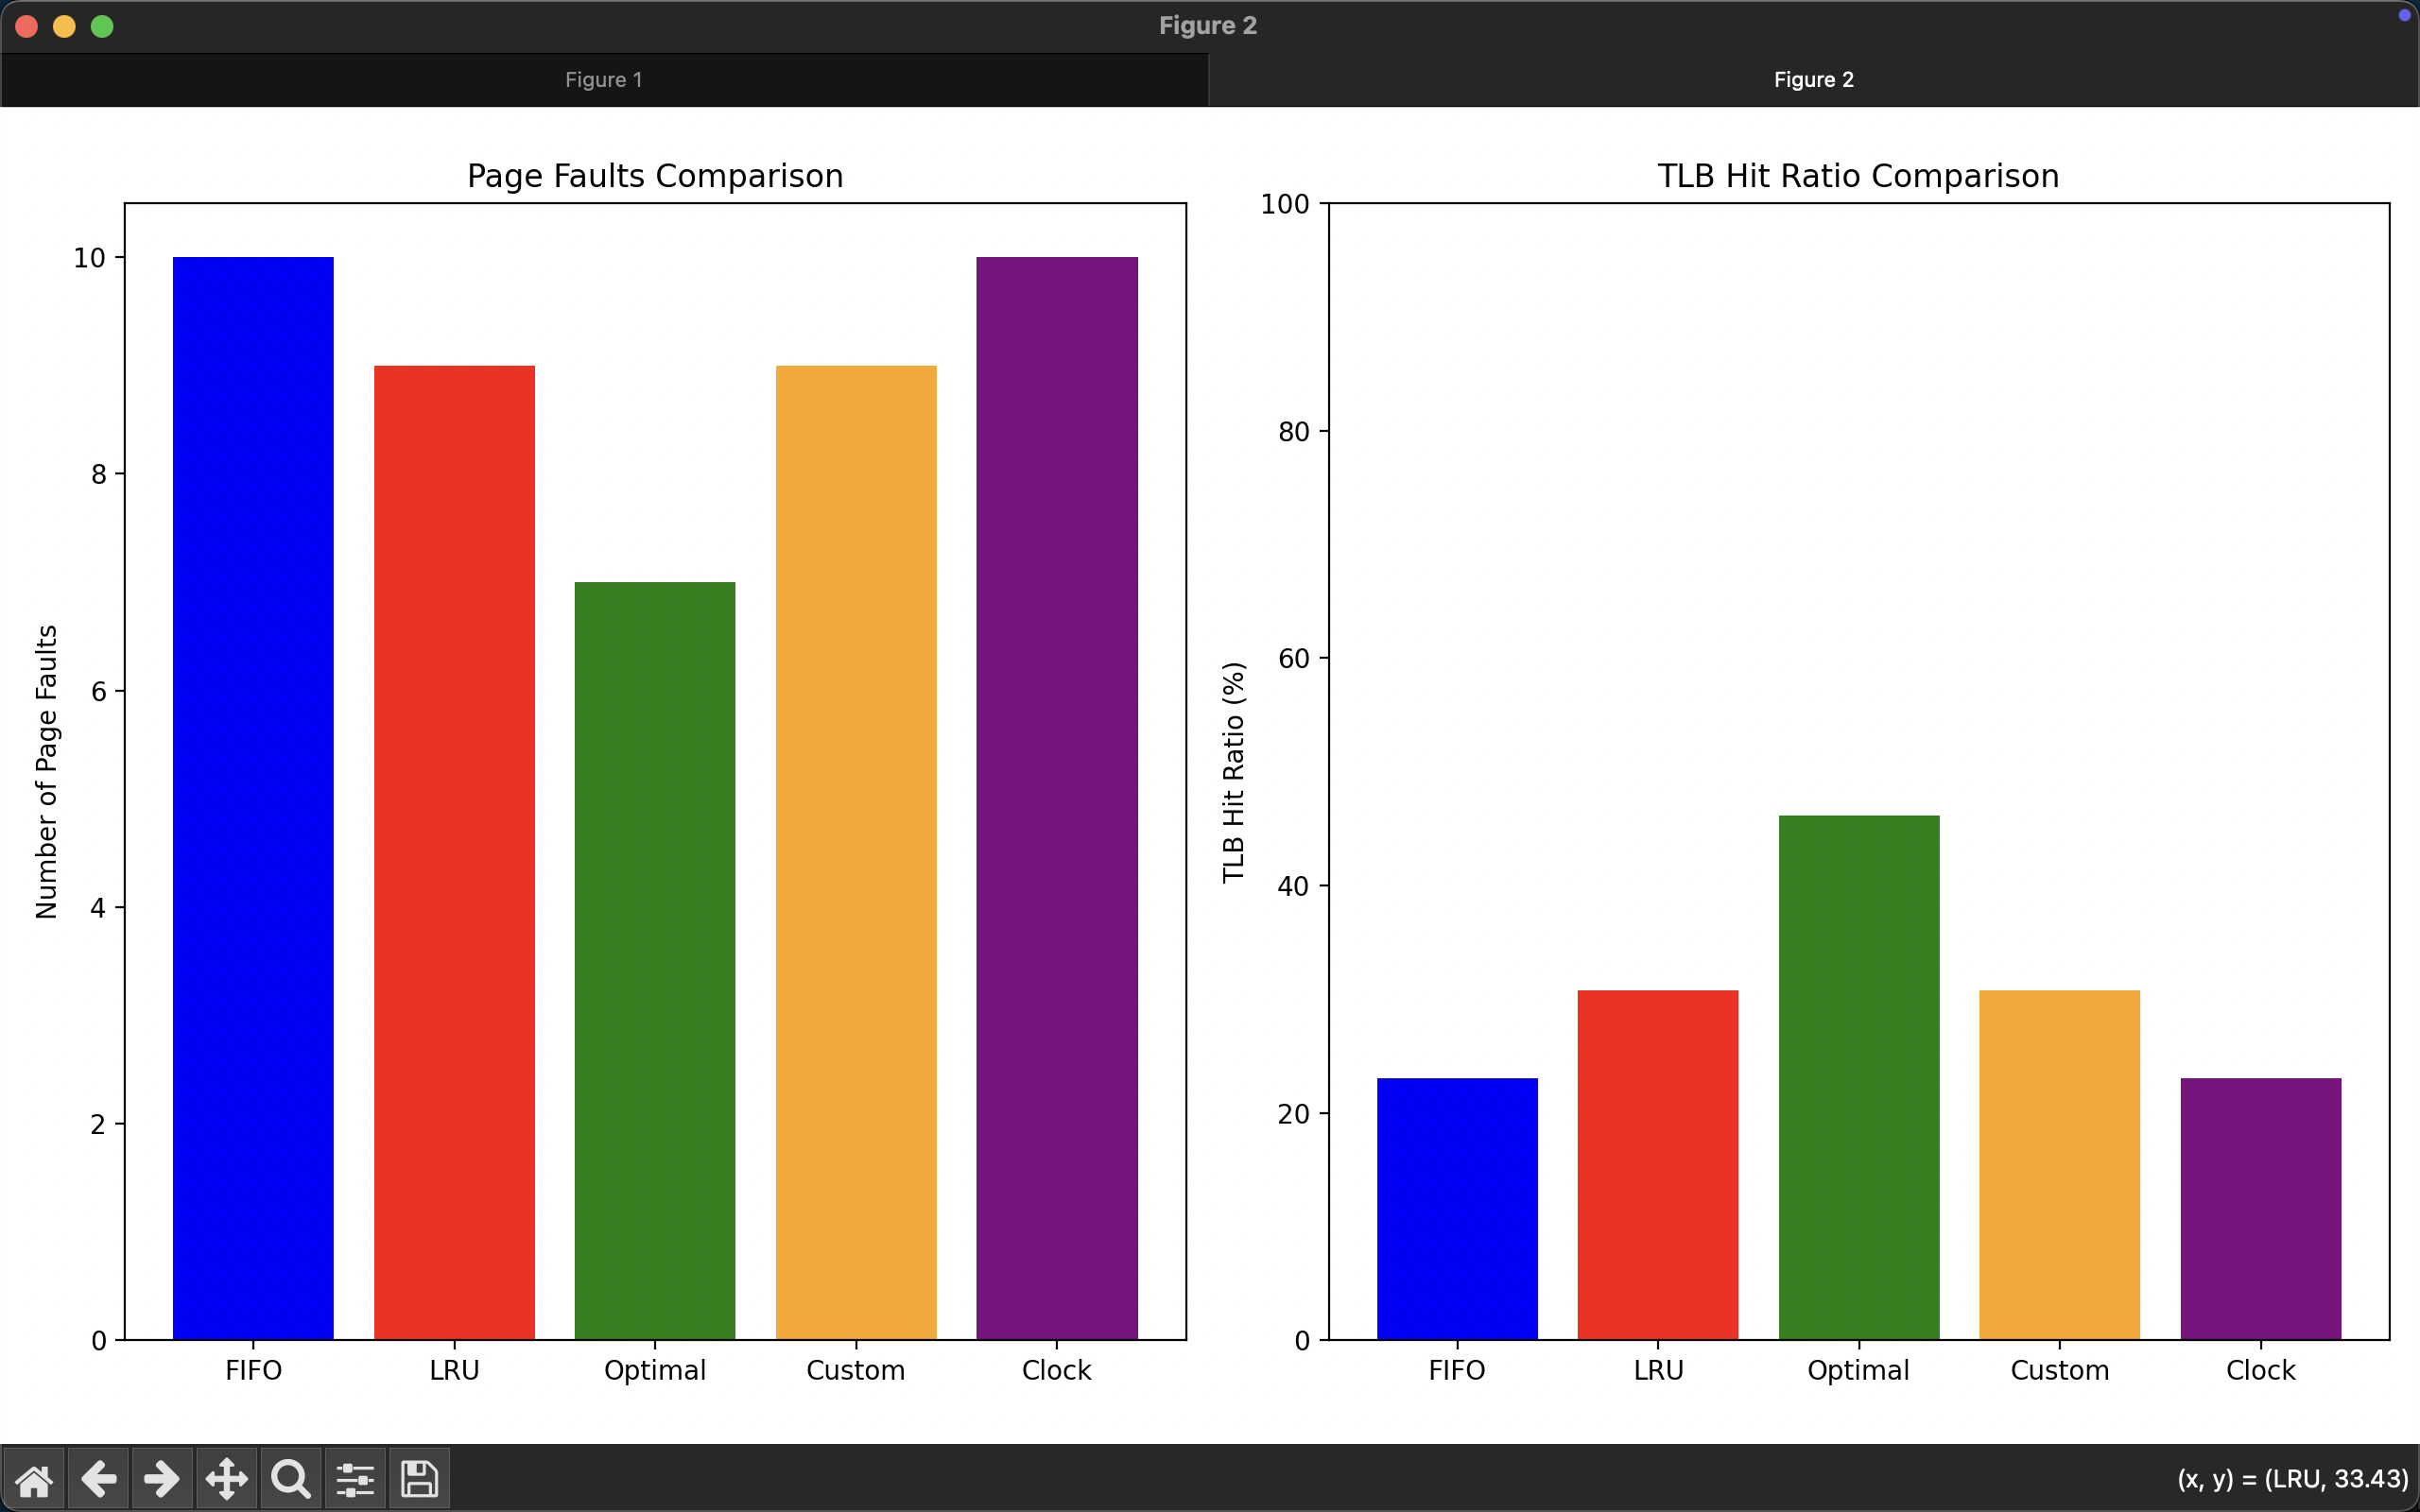 Figure 2
Figure 1
Figure 2
Page Faults Comparison
Number of Page Faults
10
8
6
4
2
0
FIFO
LRU
Optimal
Custom
Clock
TLB Hit Ratio Comparison
TLB Hit Ratio (%)
100
80
60
40
20
0
FIFO
LRU
Optimal
Custom
Clock
(x, y) = (LRU, 33.43)